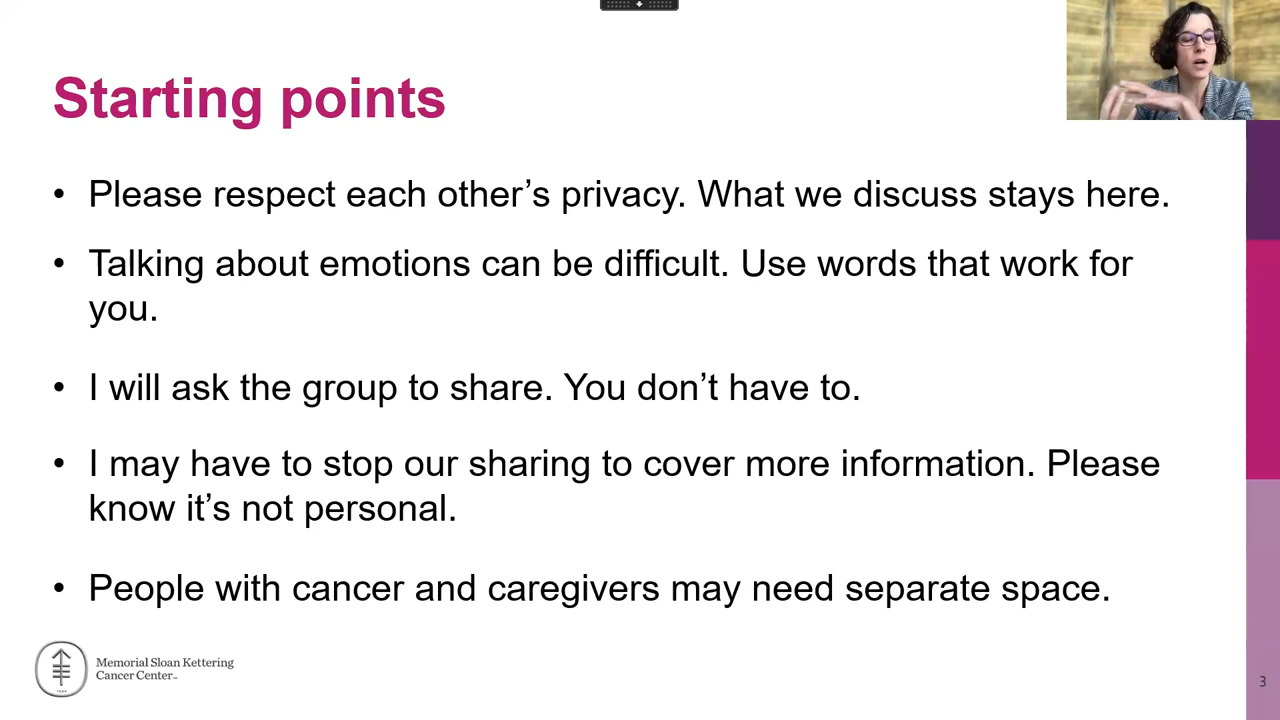 Starting points
• Please respect each other’s privacy. What we discuss stays here.
• Talking about emotions can be difficult. Use words that work for
you.
• I will ask the group to share. You don’t have to.
• I may have to stop our sharing to cover more information. Please
know it’s not personal.
• People with cancer and caregivers may need separate space.
Memorial Sloan Kettering
Cancer Center™
1884
3